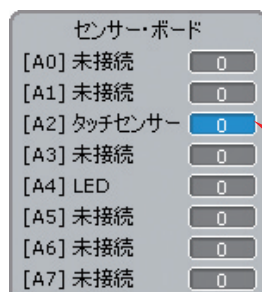 センサー・ボード
[A0] 未接続 0
[A1] 未接続 0
[A2] タッチセンサー 0
[A3] 未接続 0
[A4] LED 0
[A5] 未接続 0
[A6] 未接続 0
[A7] 未接続 0